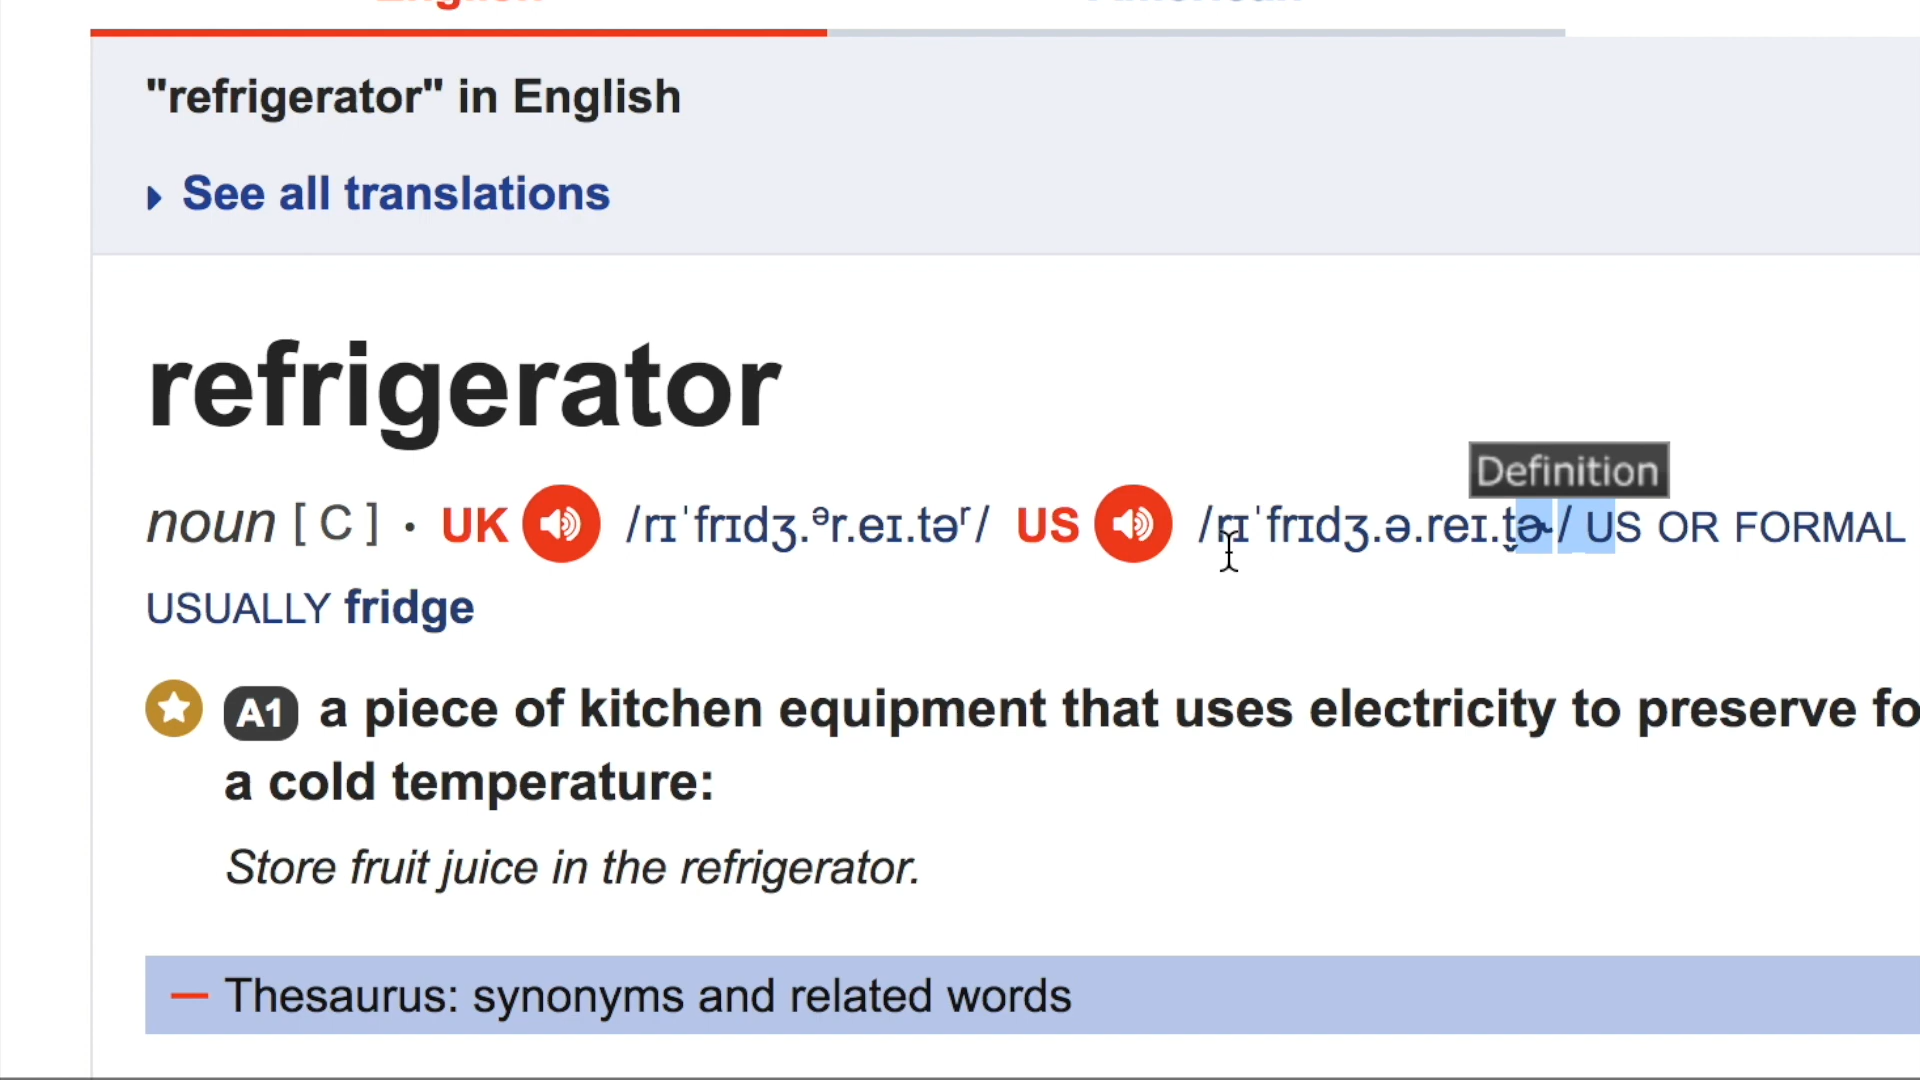 English American
"refrigerator" in English
See all translations
refrigerator
Definition
noun [ C ] · UK /rɪˈfrɪdʒ.ᵊr.eɪ.təʳ/ US /rɪˈfrɪdʒ.ə.reɪ.t̬ɚ/ US OR FORMAL
USUALLY fridge
A1 a piece of kitchen equipment that uses electricity to preserve fo
a cold temperature:
Store fruit juice in the refrigerator.
Thesaurus: synonyms and related words